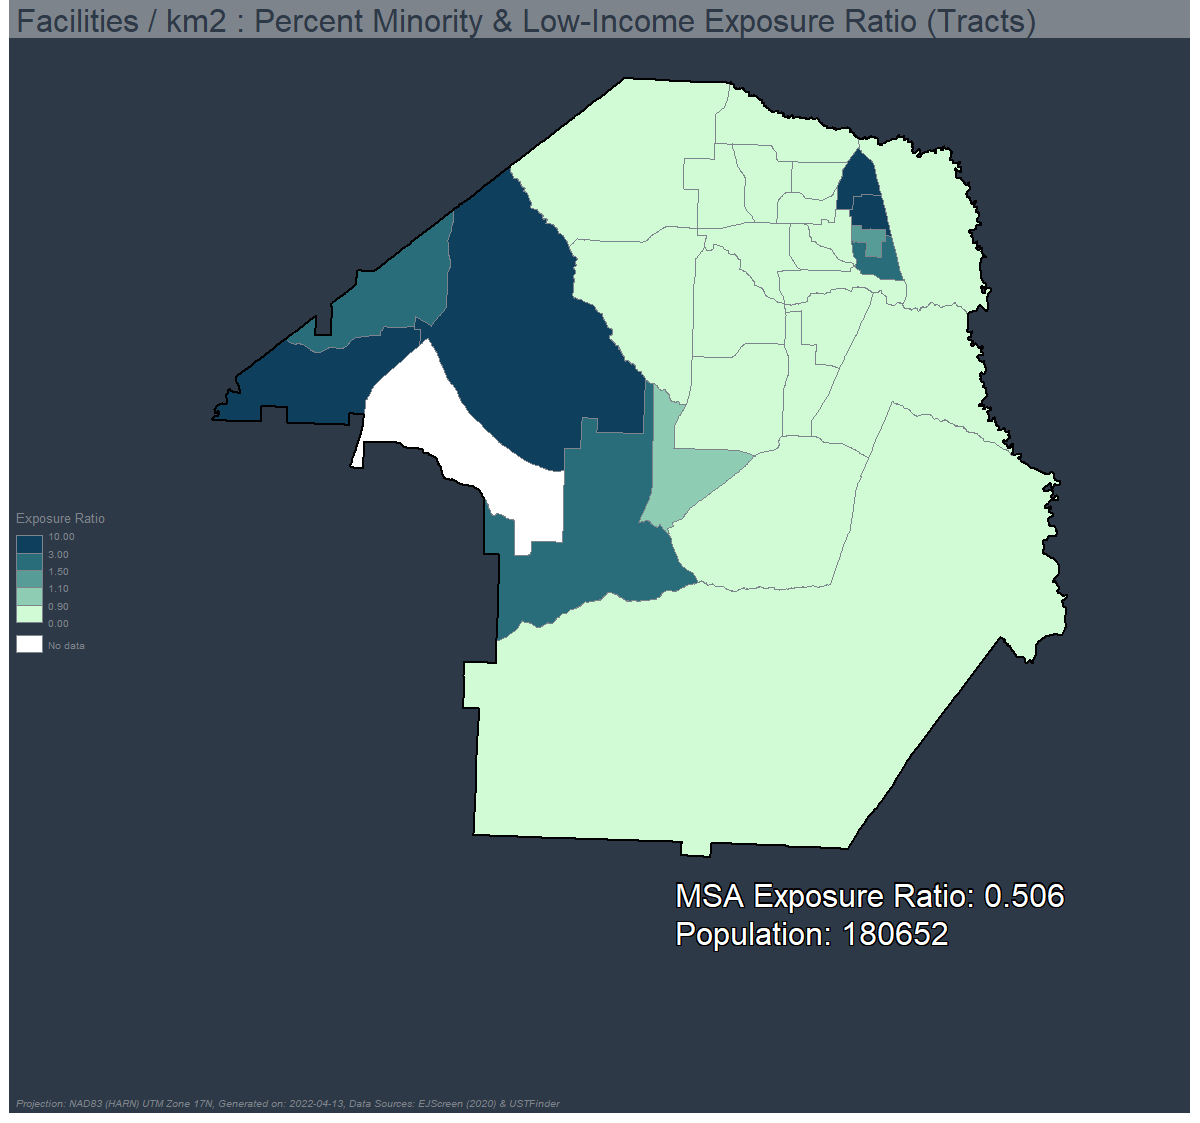 Facilities / km2 : Percent Minority & Low-Income Exposure Ratio (Tracts)
Exposure Ratio
10.00
3.00
1.50
1.10
0.90
0.00
No data
MSA Exposure Ratio: 0.506
Population: 180652
Projection: NAD83 (HARN) UTM Zone 17N, Generated on: 2022-04-13, Data Sources: EJScreen (2020) & USTFinder